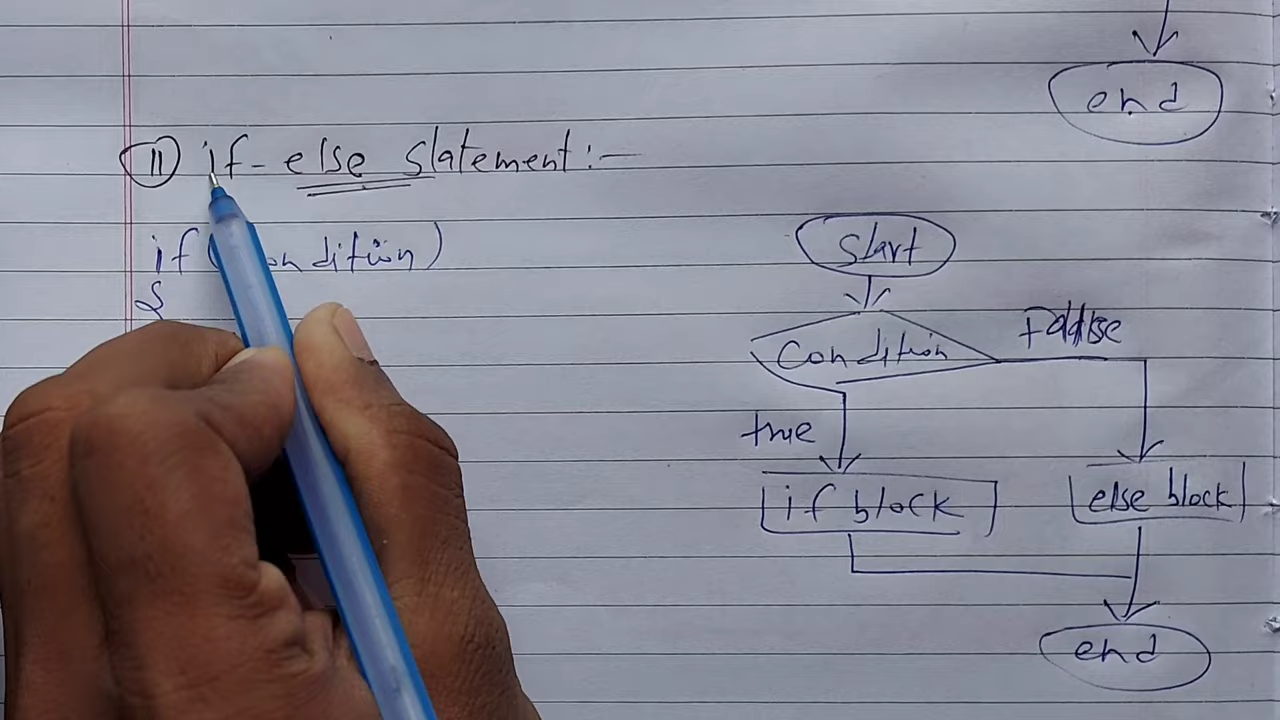 end
(II) if-else statement:-
if (condition)
{
start
condition
False
true
if block
else block
end